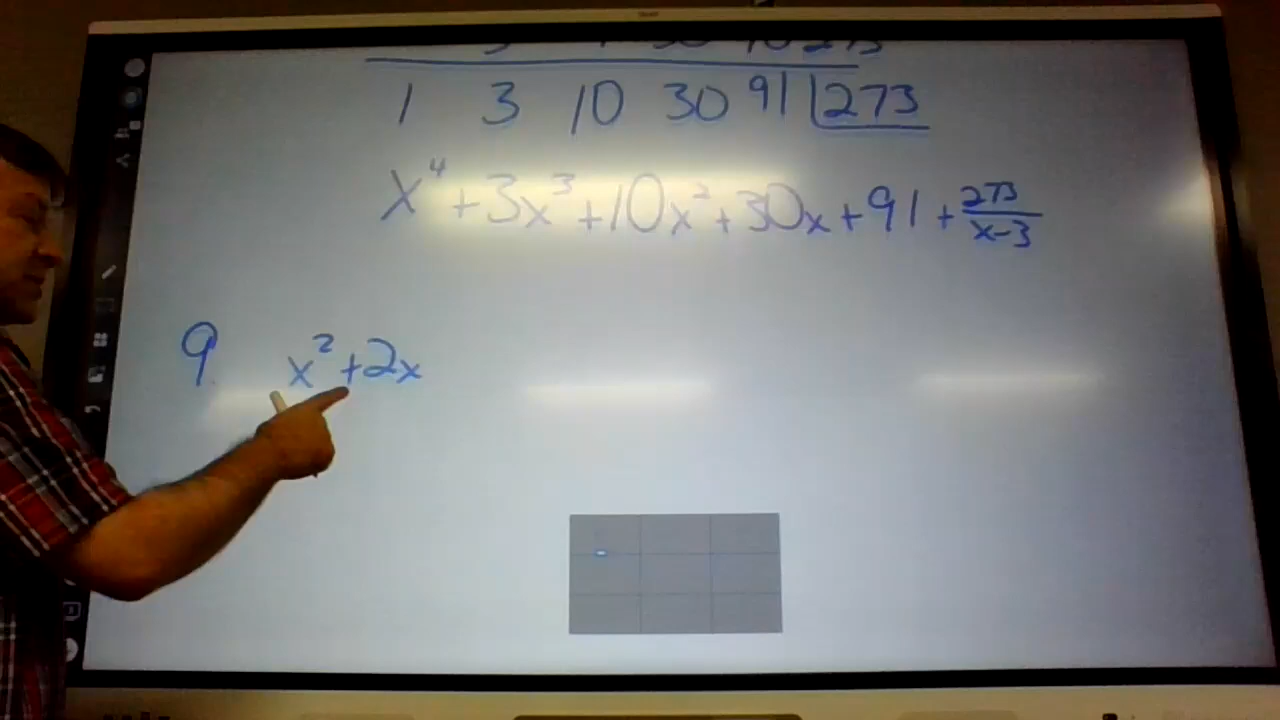 1 3 10 30 91 273
x⁴+3x³+10x²+30x+91+273/(x-3)
9. x²+2x